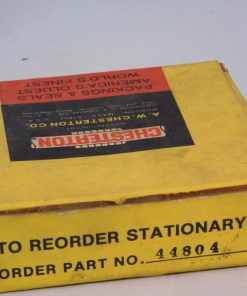 PACKINGS & SEALS
AMERICA'S OLDEST
WORLD'S FINEST
A.W. CHESTERTON CO.
CHESTERTON
TO REORDER STATIONARY
ORDER PART NO. 44804